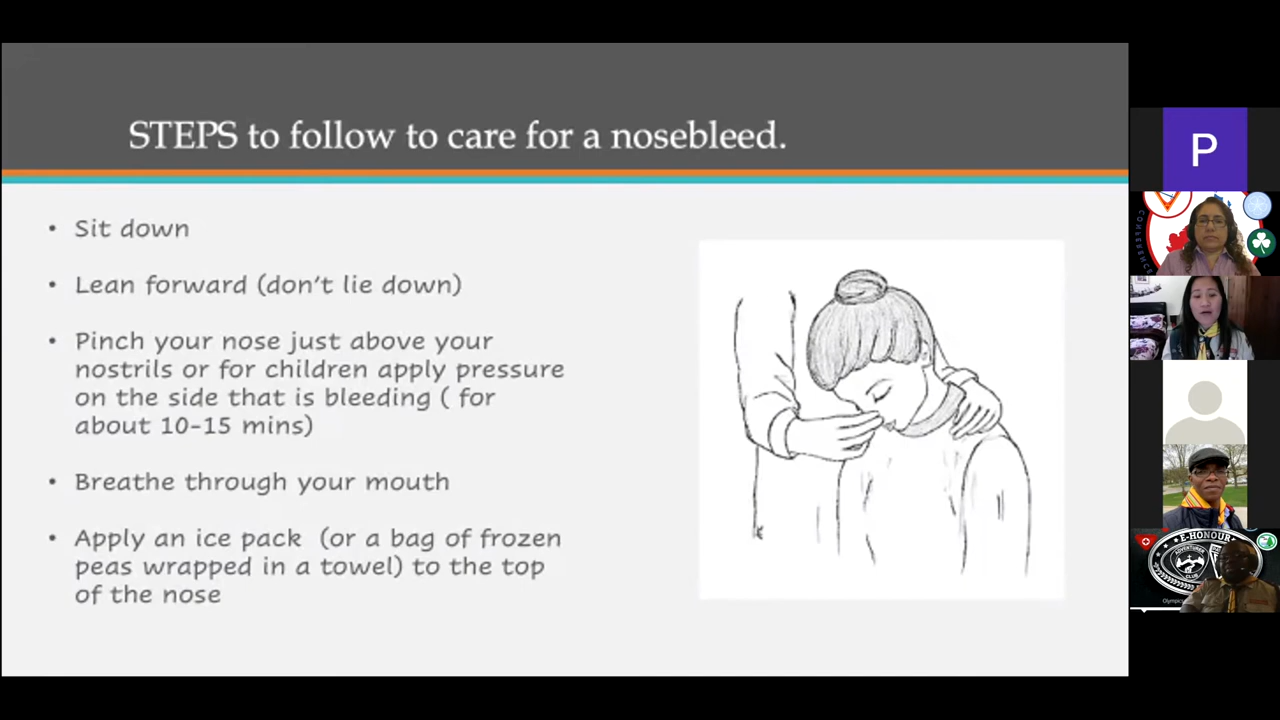 STEPS to follow to care for a nosebleed.
• Sit down
• Lean forward (don't lie down)
• Pinch your nose just above your
nostrils or for children apply pressure
on the side that is bleeding ( for
about 10-15 mins)
• Breathe through your mouth
• Apply an ice pack (or a bag of frozen
peas wrapped in a towel) to the top
of the nose
P
E-HONOUR
ADVENTURER
CLUB